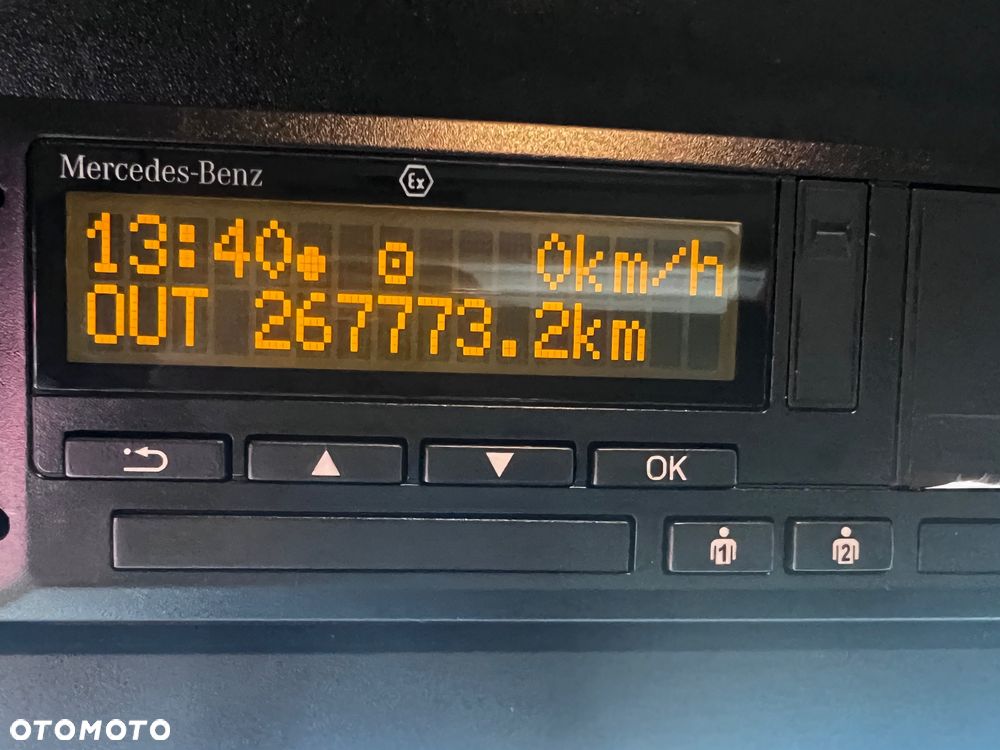 Mercedes-Benz
Ex
13:40 0km/h
OUT 267773.2km
OK
1 2
OTOMOTO